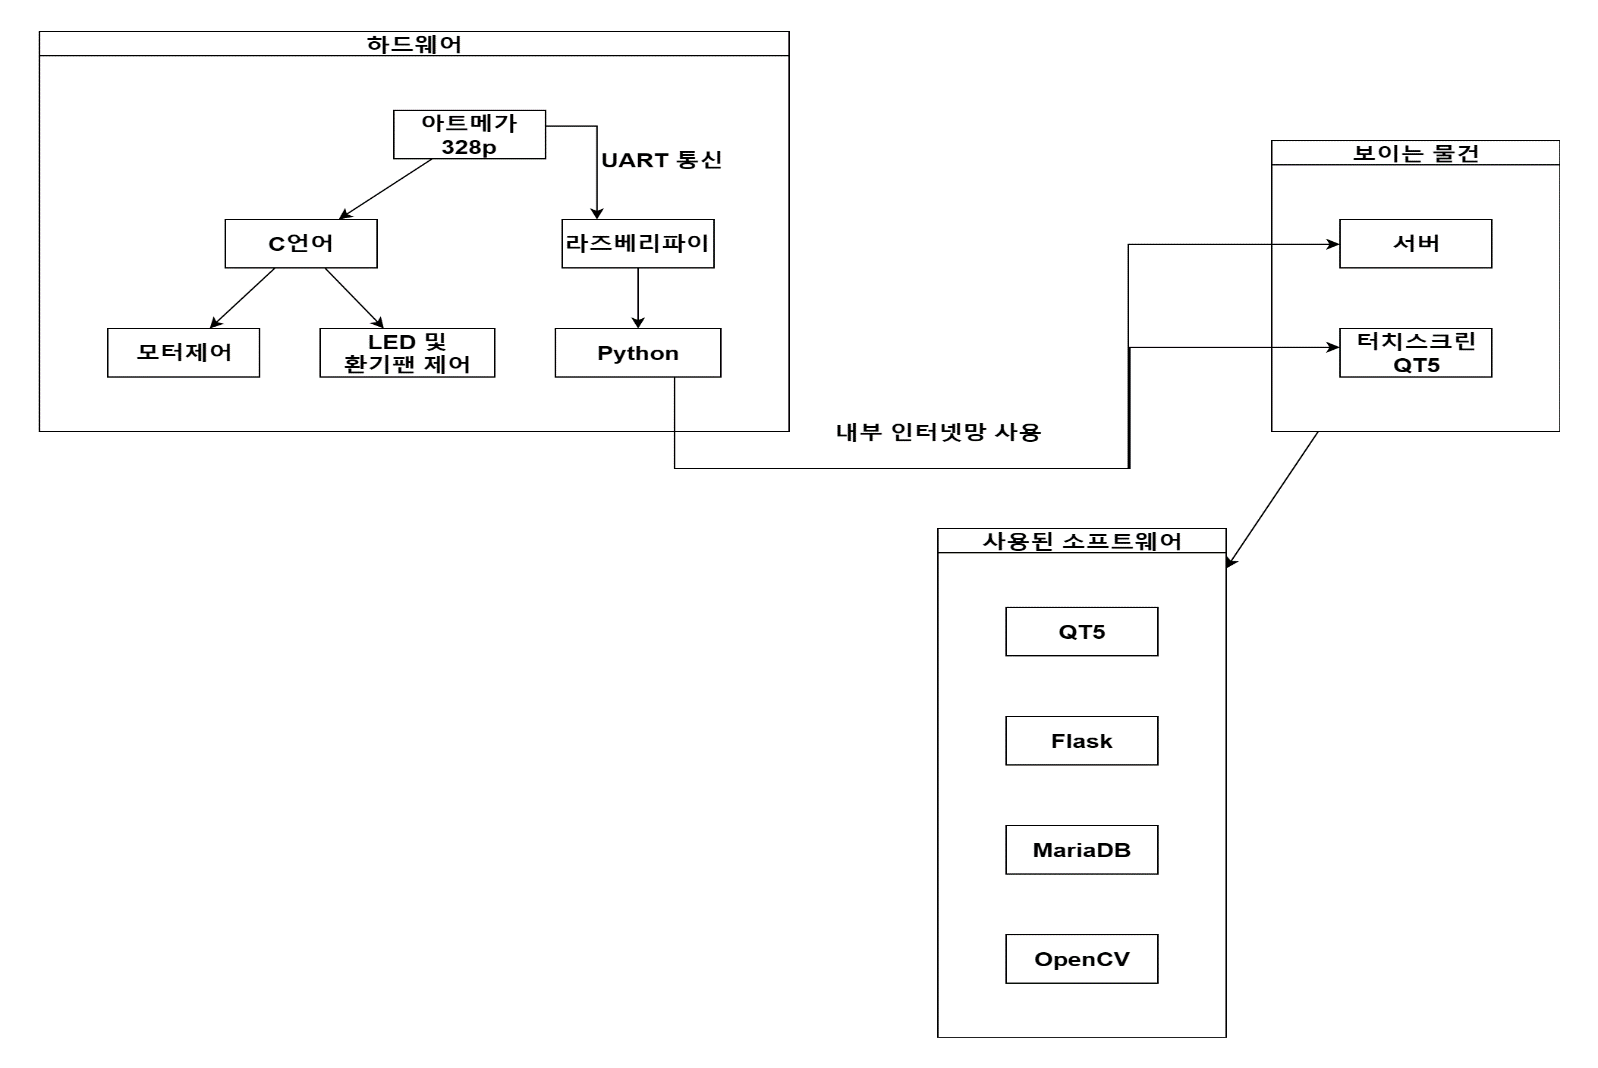 하드웨어
아트메가
328p
UART 통신
C언어
라즈베리파이
모터제어
LED 및
환기팬 제어
Python
내부 인터넷망 사용
보이는 물건
서버
터치스크린
QT5
사용된 소프트웨어
QT5
Flask
MariaDB
OpenCV